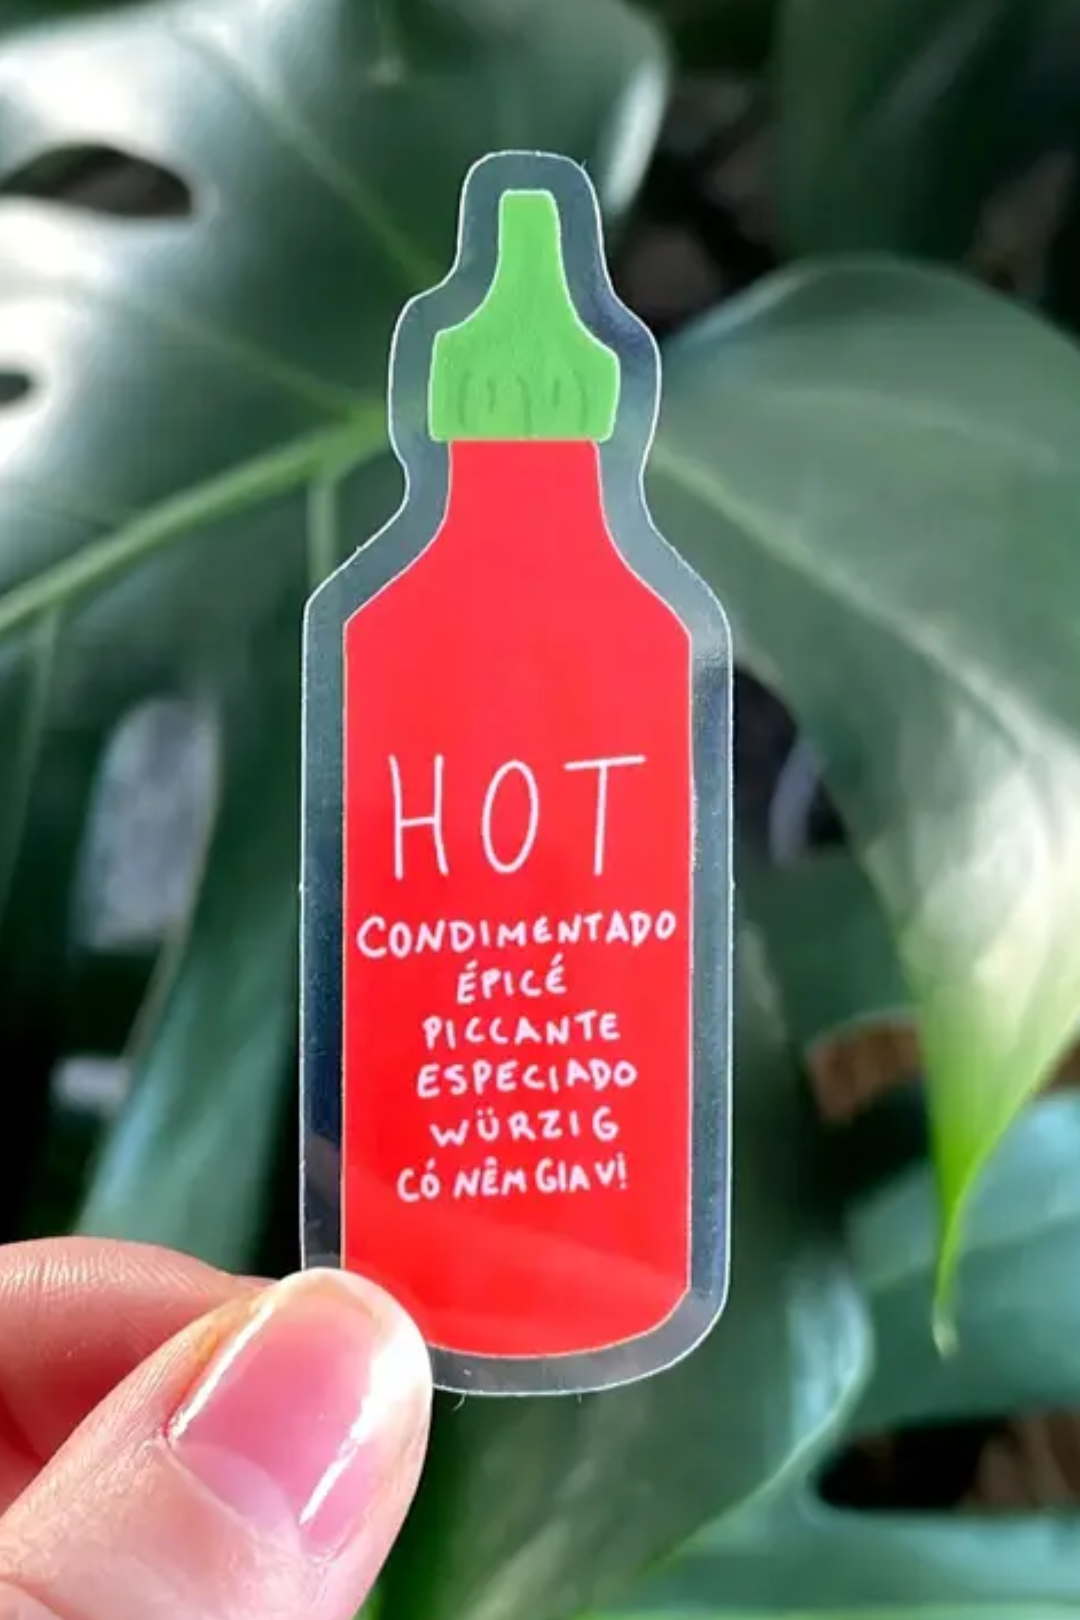 HOT
CONDIMENTADO
ÉPICÉ
PICCANTE
ESPECIADO
WÜRZIG
CÓ NÊM GIA VỊ